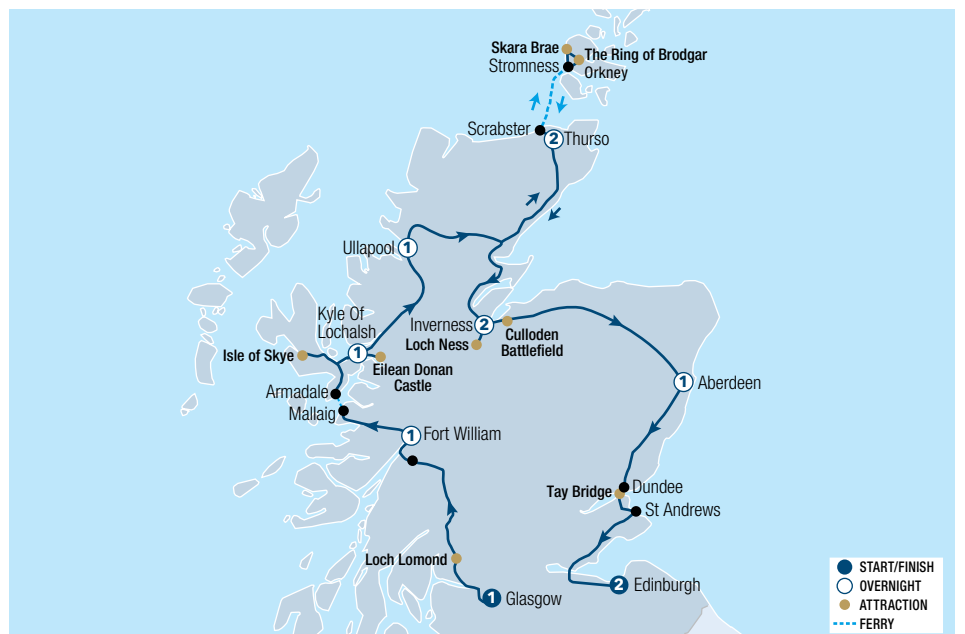 Skara Brae
The Ring of Brodgar
Stromness
Orkney
Scrabster
2
Thurso
Ullapool
1
Kyle Of
Lochalsh
1
Inverness
2
Culloden
Battlefield
Loch Ness
Isle of Skye
Eilean Donan
Castle
1
Aberdeen
Armadale
Mallaig
1
Fort William
Dundee
Tay Bridge
St Andrews
Loch Lomond
1
Glasgow
2
Edinburgh
START/FINISH
OVERNIGHT
ATTRACTION
FERRY